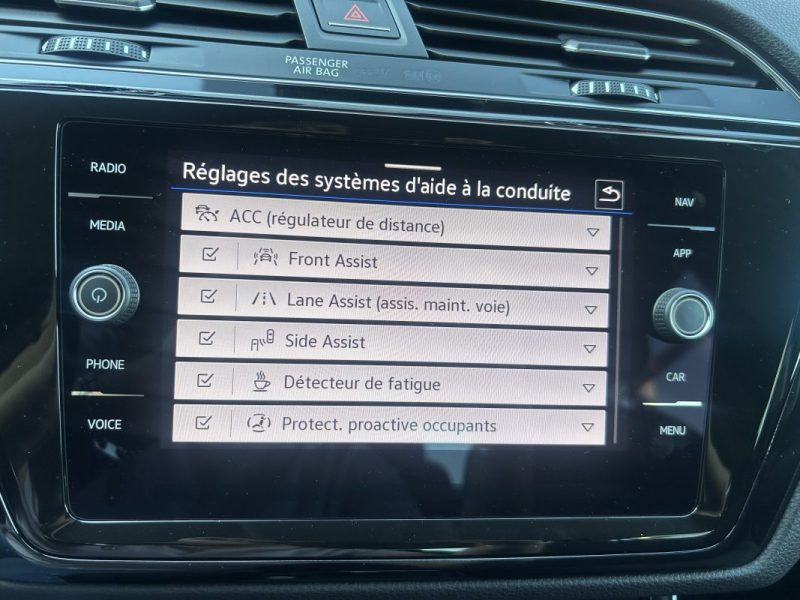 PASSENGER
AIR BAG
RADIO
MEDIA
PHONE
VOICE
Réglages des systèmes d'aide à la conduite
ACC (régulateur de distance)
Front Assist
Lane Assist (assis. maint. voie)
Side Assist
Détecteur de fatigue
Protect. proactive occupants
NAV
APP
CAR
MENU